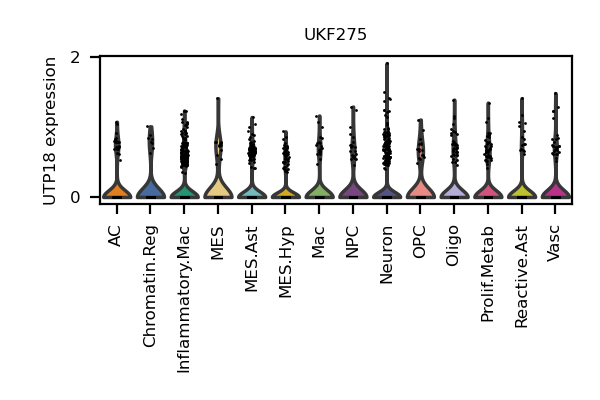 UKF275
UTP18 expression
2
0
AC
Chromatin.Reg
Inflammatory.Mac
MES
MES.Ast
MES.Hyp
Mac
NPC
Neuron
OPC
Oligo
Prolif.Metab
Reactive.Ast
Vasc